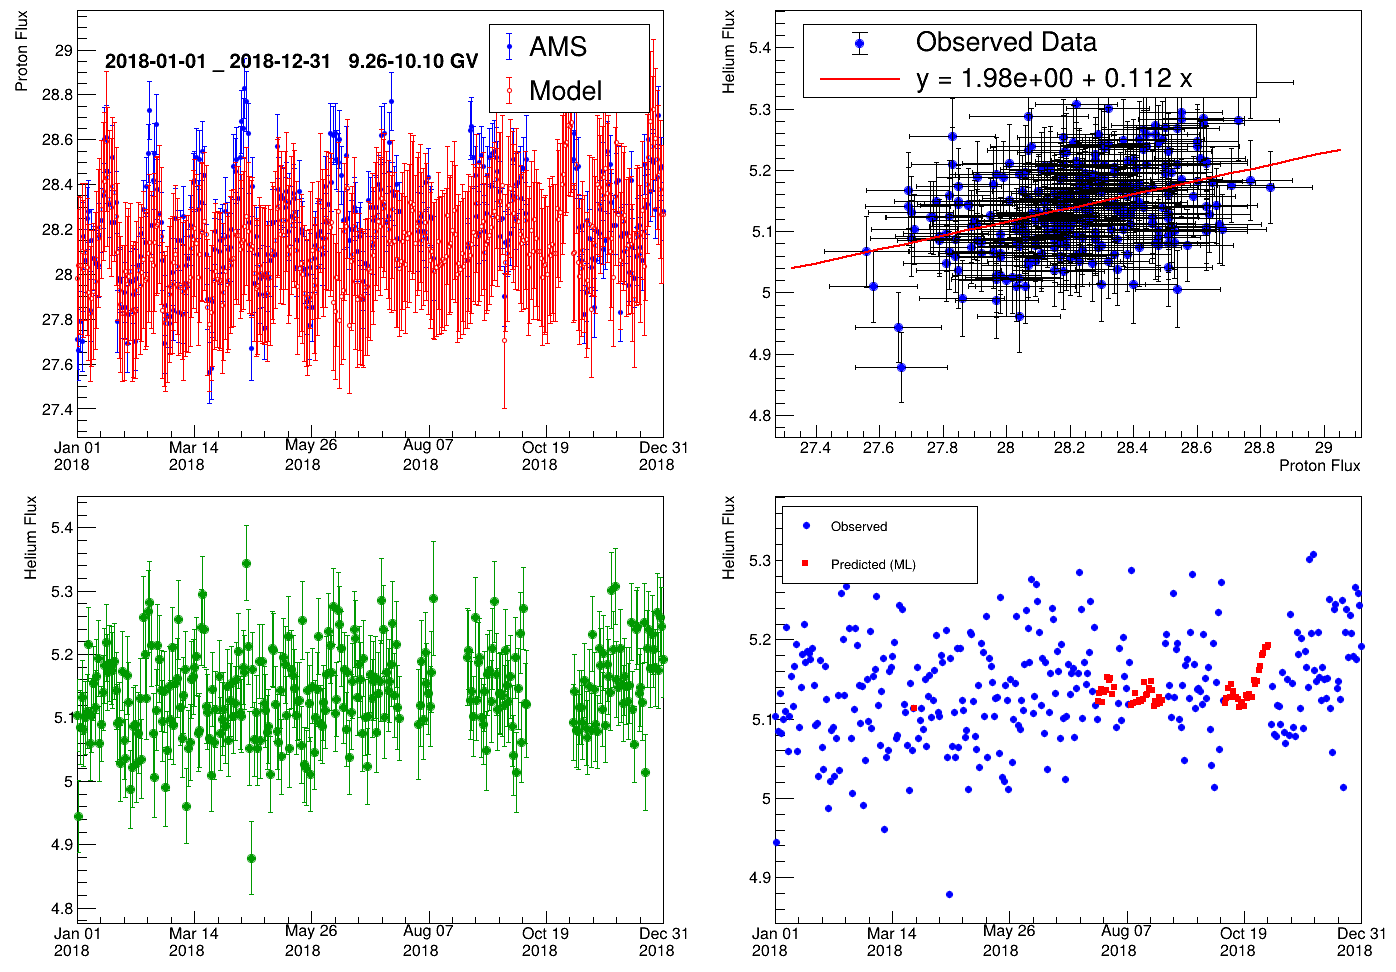 Proton Flux
29
28.8
28.6
28.4
28.2
28
27.8
27.6
27.4
2018-01-01 _ 2018-12-31 9.26-10.10 GV
AMS
Model
Jan 01
2018
Mar 14
2018
May 26
2018
Aug 07
2018
Oct 19
2018
Dec 31
2018
Helium Flux
5.4
5.3
5.2
5.1
5
4.9
4.8
Observed Data
y = 1.98e+00 + 0.112 x
27.4
27.6
27.8
28
28.2
28.4
28.6
28.8
29
Proton Flux
Helium Flux
5.4
5.3
5.2
5.1
5
4.9
4.8
Jan 01
2018
Mar 14
2018
May 26
2018
Aug 07
2018
Oct 19
2018
Dec 31
2018
Helium Flux
5.3
5.2
5.1
5
4.9
Observed
Predicted (ML)
Jan 01
2018
Mar 14
2018
May 26
2018
Aug 07
2018
Oct 19
2018
Dec 31
2018